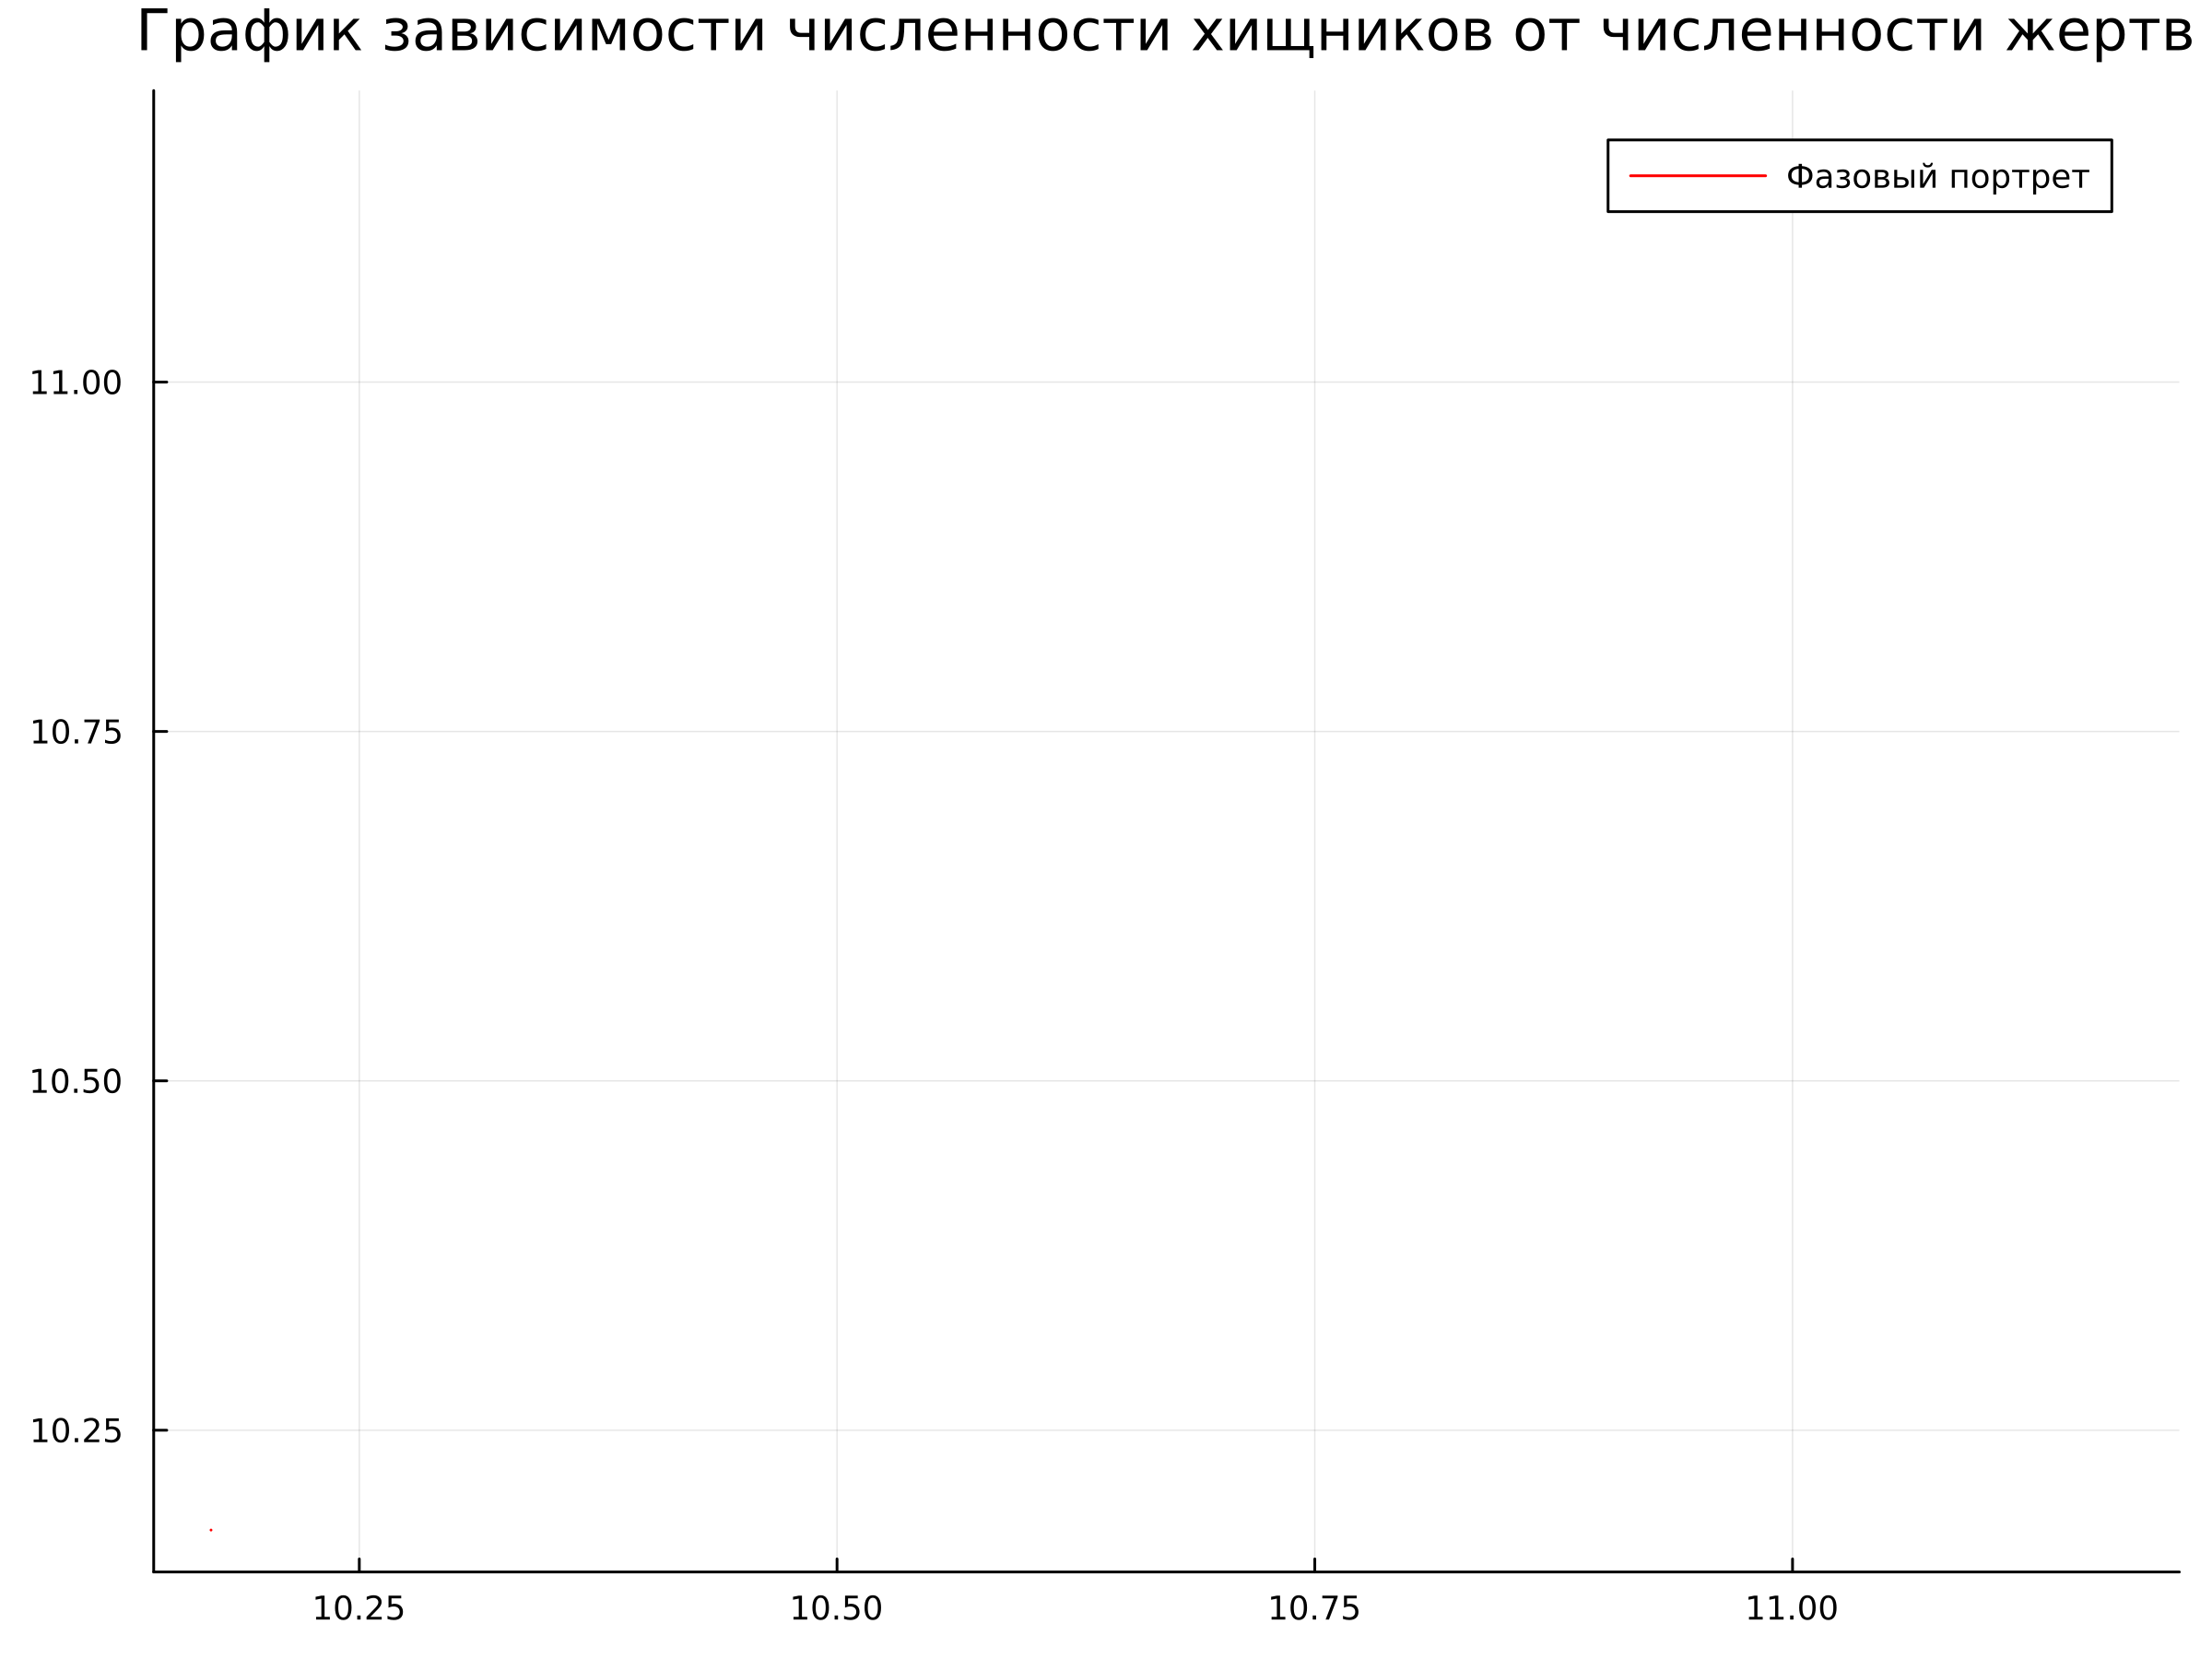 График зависимости численности хищников от численности жертв
Фазовый портрет
11.00
10.75
10.50
10.25
10.25 10.50 10.75 11.00